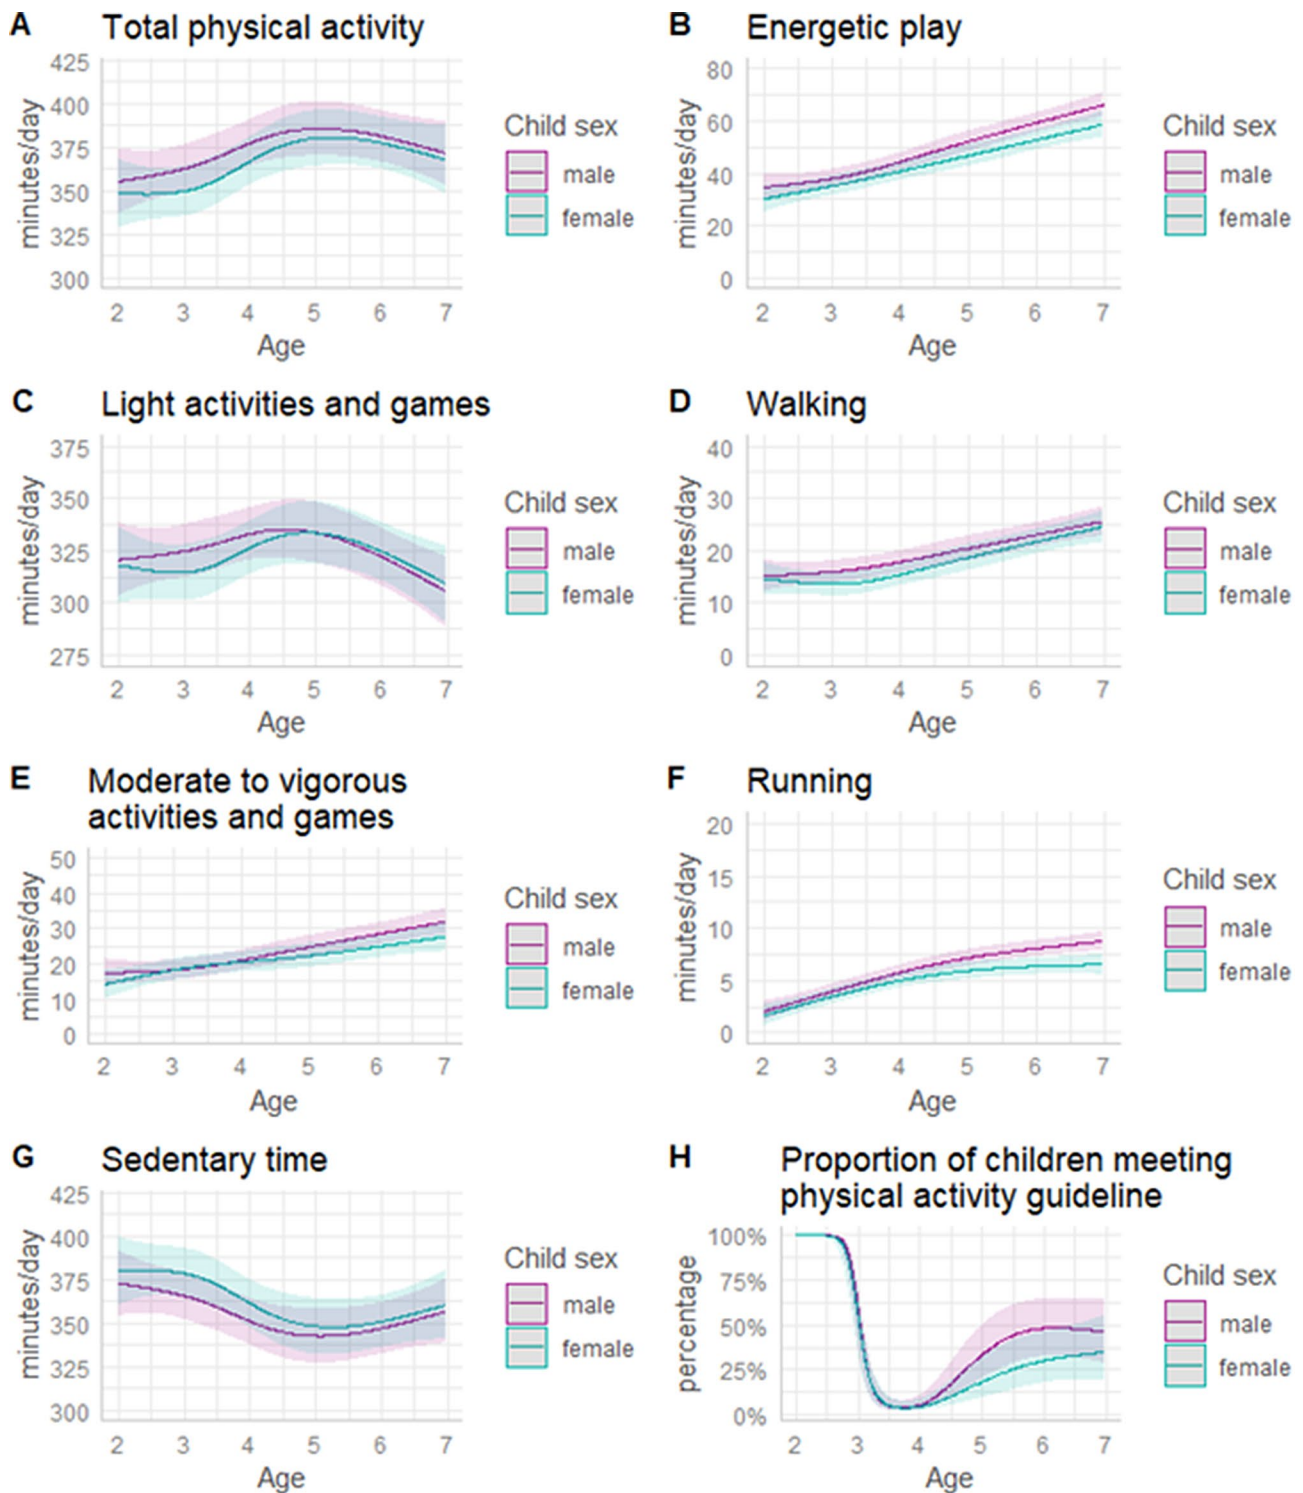 A Total physical activity
425
400
375
350
325
300
minutes/day
2 3 4 5 6 7
Age
Child sex
male
female
B Energetic play
80
60
40
20
0
minutes/day
2 3 4 5 6 7
Age
Child sex
male
female
C Light activities and games
375
350
325
300
275
minutes/day
2 3 4 5 6 7
Age
Child sex
male
female
D Walking
40
30
20
10
0
minutes/day
2 3 4 5 6 7
Age
Child sex
male
female
E Moderate to vigorous
activities and games
50
40
30
20
10
0
minutes/day
2 3 4 5 6 7
Age
Child sex
male
female
F Running
20
15
10
5
0
minutes/day
2 3 4 5 6 7
Age
Child sex
male
female
G Sedentary time
425
400
375
350
325
300
minutes/day
2 3 4 5 6 7
Age
Child sex
male
female
H Proportion of children meeting
physical activity guideline
100%
75%
50%
25%
0%
percentage
2 3 4 5 6 7
Age
Child sex
male
female